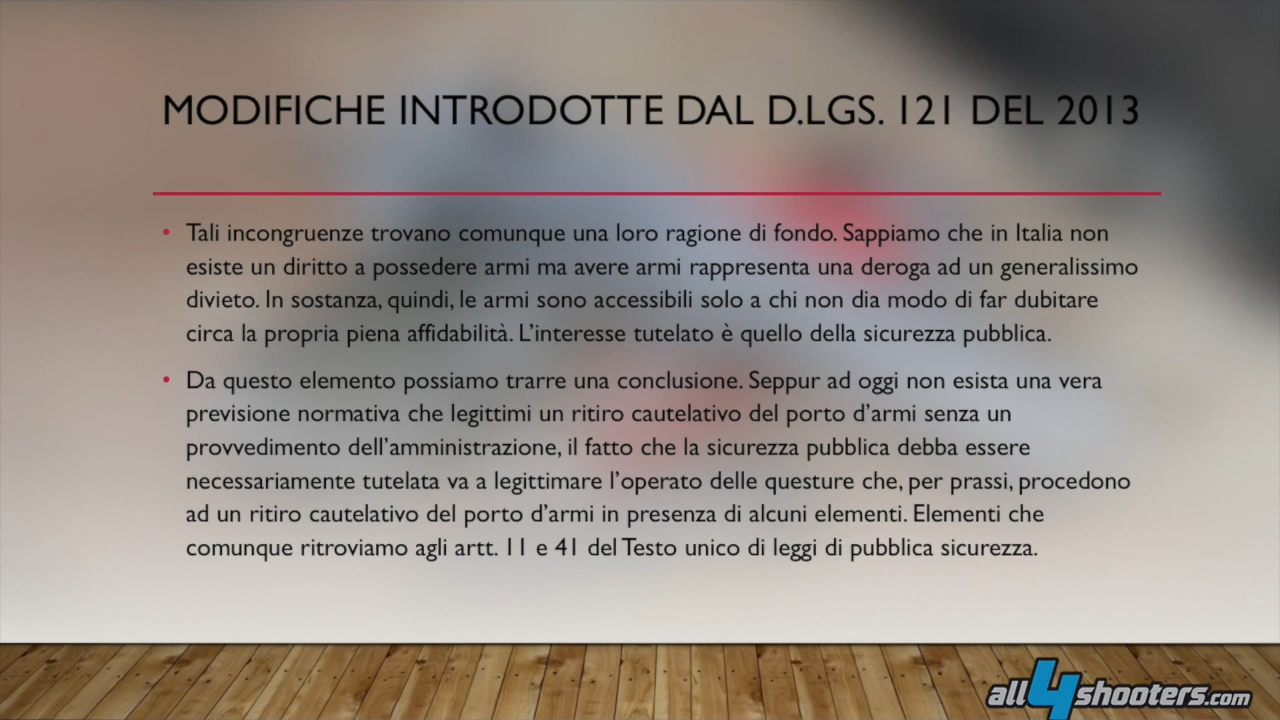 MODIFICHE INTRODOTTE DAL D.LGS. 121 DEL 2013
• Tali incongruenze trovano comunque una loro ragione di fondo. Sappiamo che in Italia non
esiste un diritto a possedere armi ma avere armi rappresenta una deroga ad un generalissimo
divieto. In sostanza, quindi, le armi sono accessibili solo a chi non dia modo di far dubitare
circa la propria piena affidabilità. L'interesse tutelato è quello della sicurezza pubblica.
• Da questo elemento possiamo trarre una conclusione. Seppur ad oggi non esista una vera
previsione normativa che legittimi un ritiro cautelativo del porto d'armi senza un
provvedimento dell'amministrazione, il fatto che la sicurezza pubblica debba essere
necessariamente tutelata va a legittimare l'operato delle questure che, per prassi, procedono
ad un ritiro cautelativo del porto d'armi in presenza di alcuni elementi. Elementi che
comunque ritroviamo agli artt. 11 e 41 del Testo unico di leggi di pubblica sicurezza.
all4shooters.com